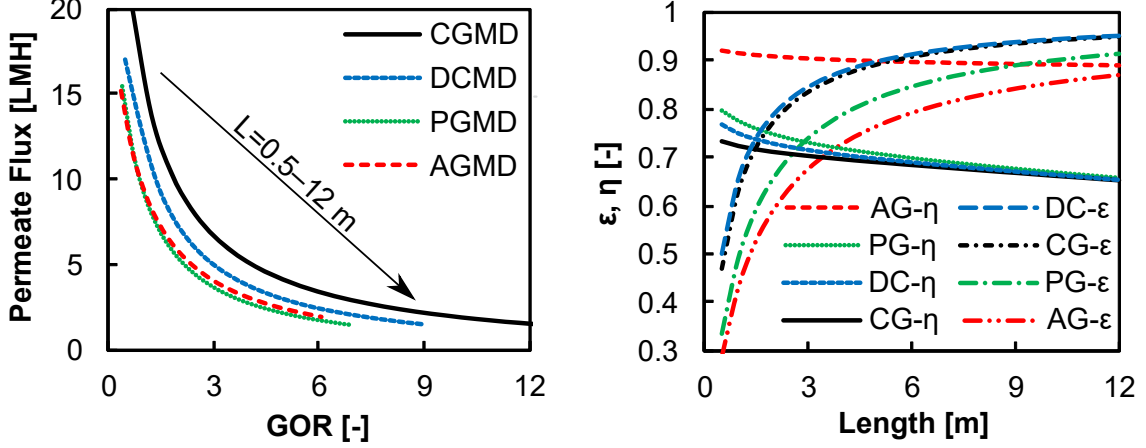 20
15
10
5
0
Permeate Flux [LMH]
CGMD
DCMD
PGMD
AGMD
L=0.5–12 m
0
3
6
9
12
GOR [-]
1
0.9
0.8
0.7
0.6
0.5
0.4
0.3
ε, η [-]
AG-η
DC-ε
PG-η
CG-ε
DC-η
PG-ε
CG-η
AG-ε
0
3
6
9
12
Length [m]